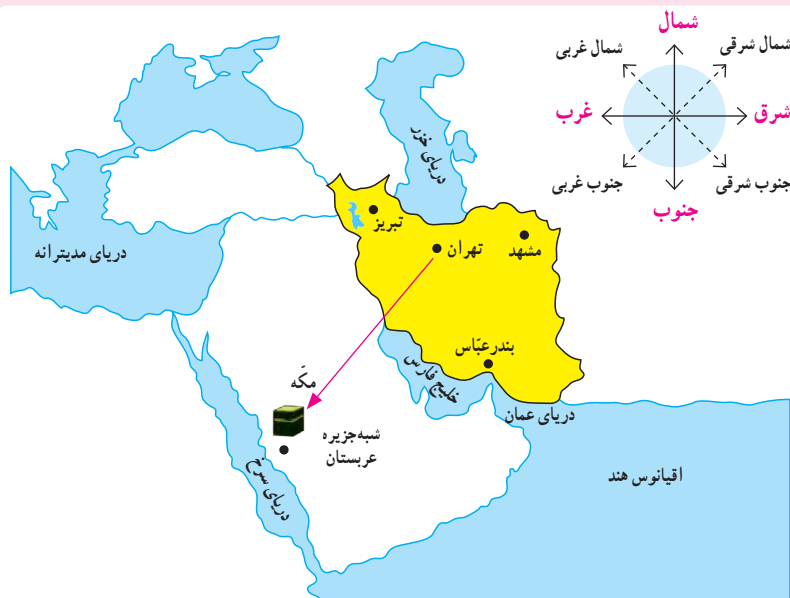 شمال
شمال شرقی
شمال غربی
شرق
غرب
جنوب شرقی
جنوب غربی
جنوب
دریای خزر
تبریز
تهران
مشهد
دریای مدیترانه
بندرعبّاس
خلیج فارس
مکّه
دریای عمان
شبه‌جزیره
عربستان
دریای سرخ
اقیانوس هند